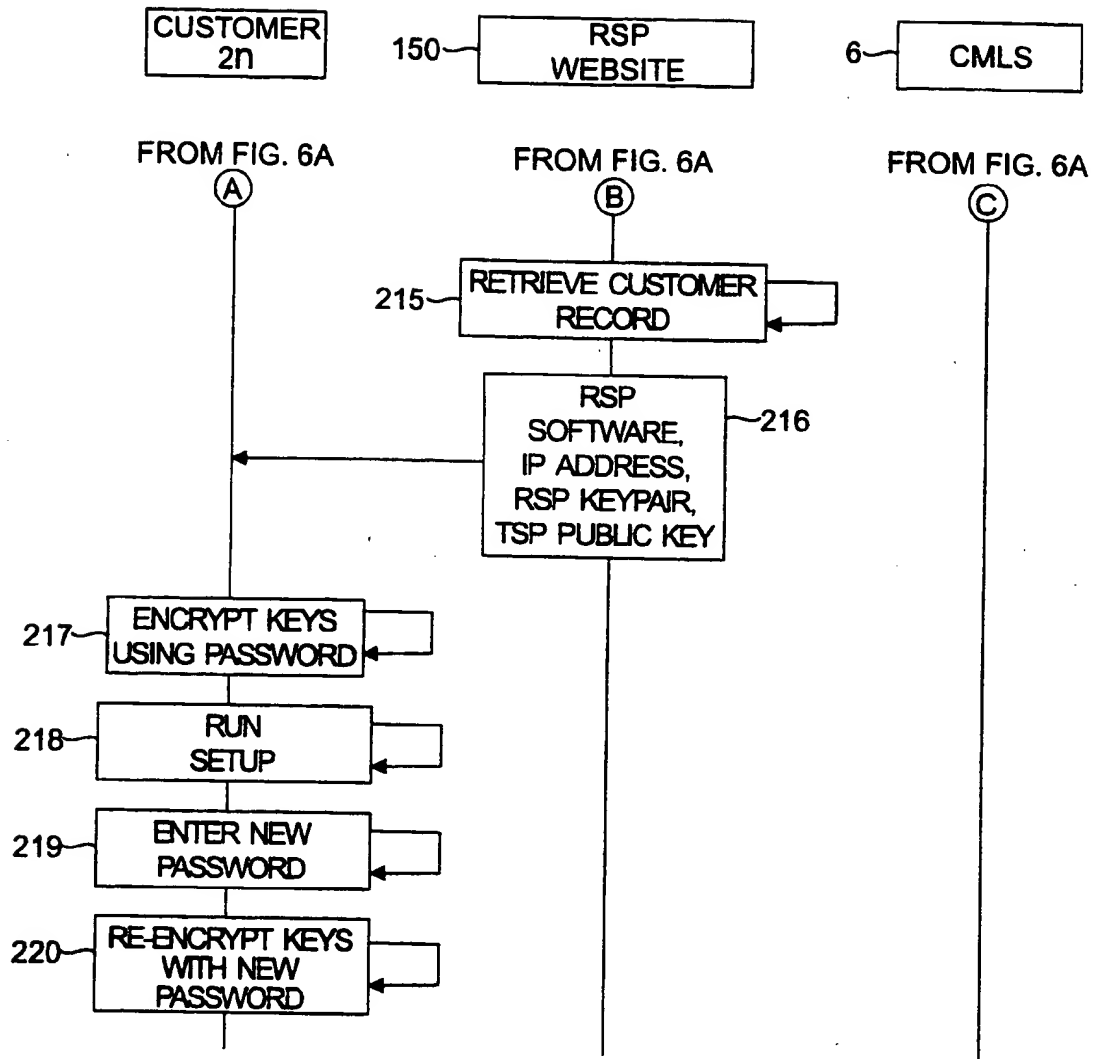 CUSTOMER
2n
150
RSP
WEBSITE
6
CMLS
FROM FIG. 6A
A
FROM FIG. 6A
B
FROM FIG. 6A
C
215
RETRIEVE CUSTOMER
RECORD
RSP
SOFTWARE,
IP ADDRESS,
RSP KEYPAIR,
TSP PUBLIC KEY
216
217
ENCRYPT KEYS
USING PASSWORD
218
RUN
SETUP
219
ENTER NEW
PASSWORD
220
RE-ENCRYPT KEYS
WITH NEW
PASSWORD